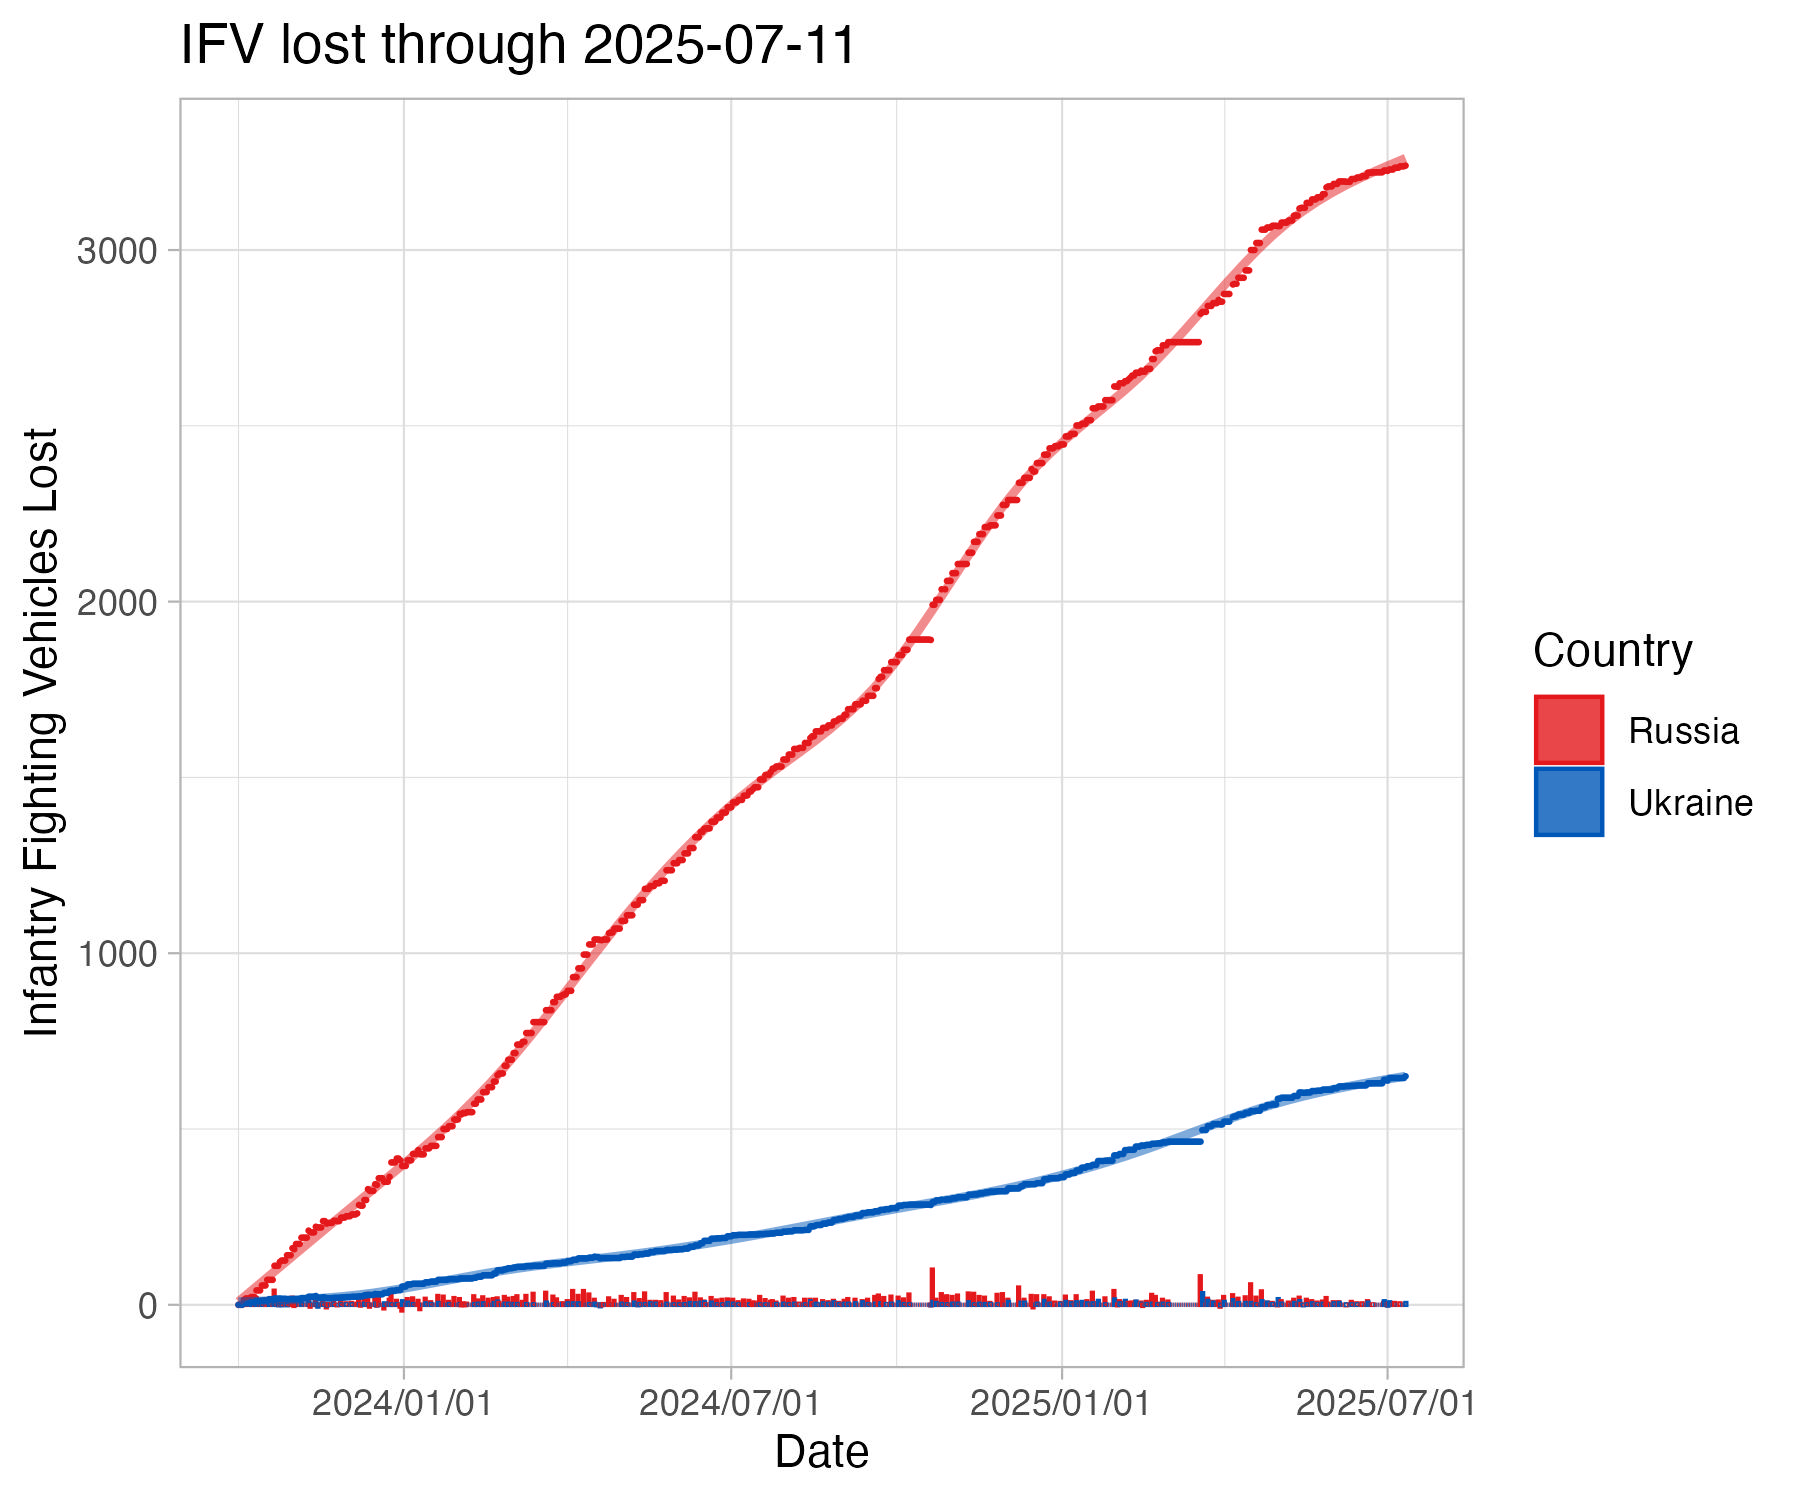 IFV lost through 2025-07-11
Infantry Fighting Vehicles Lost
3000
2000
1000
0
2024/01/01
2024/07/01
2025/01/01
2025/07/01
Date
Country
Russia
Ukraine